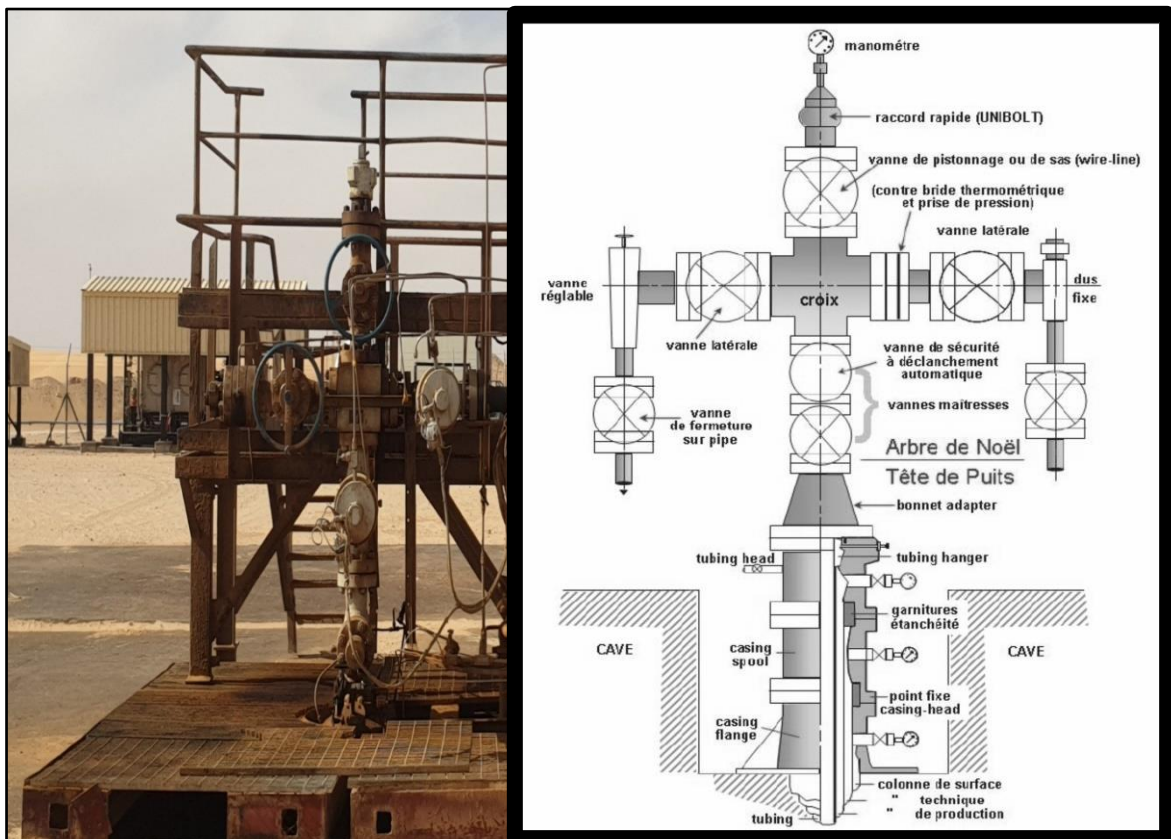 manométre
raccord rapide (UNIBOLT)
vanne de pistonnage ou de sas (wire-line)
(contre bride thermométrique
et prise de pression)
vanne latérale
vanne
réglable
croix
dus
fixe
vanne latérale
vanne de sécurité
à déclanchement
automatique
vannes maîtresses
vanne
de fermeture
sur pipe
Arbre de Noël
Tête de Puits
bonnet adapter
tubing head
tubing hanger
garnitures
étanchéité
CAVE
casing
spool
CAVE
point fixe
casing-head
casing
flange
colonne de surface
" technique
" de production
tubing